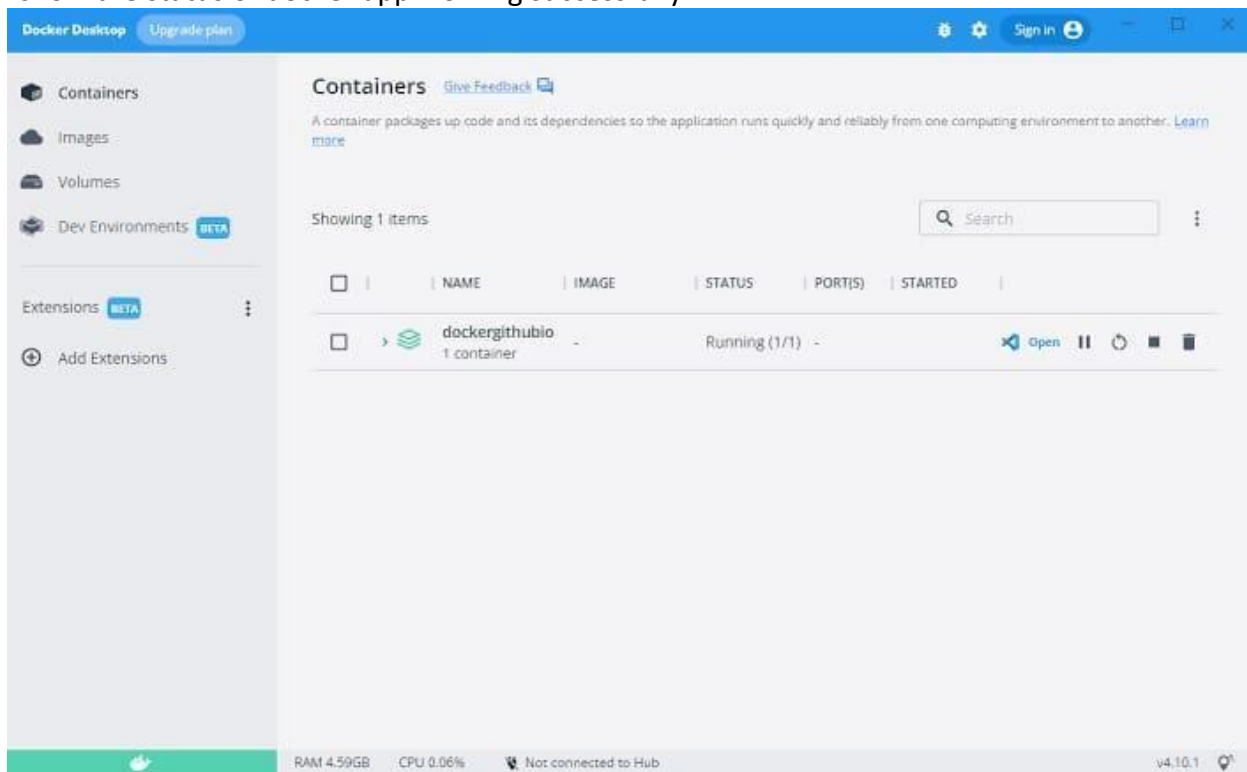 Docker Desktop Upgrade plan Sign in
Containers
Images
Volumes
Dev Environments BETA
Extensions BETA
Add Extensions
Containers Give Feedback
A container packages up code and its dependencies so the application runs quickly and reliably from one computing environment to another. Learn
more
Showing 1 items
Search
NAME IMAGE STATUS PORT(S) STARTED
dockergithubio - Running (1/1) - Open
1 container
RAM 4.59GB CPU 0.06% Not connected to Hub v4.10.1